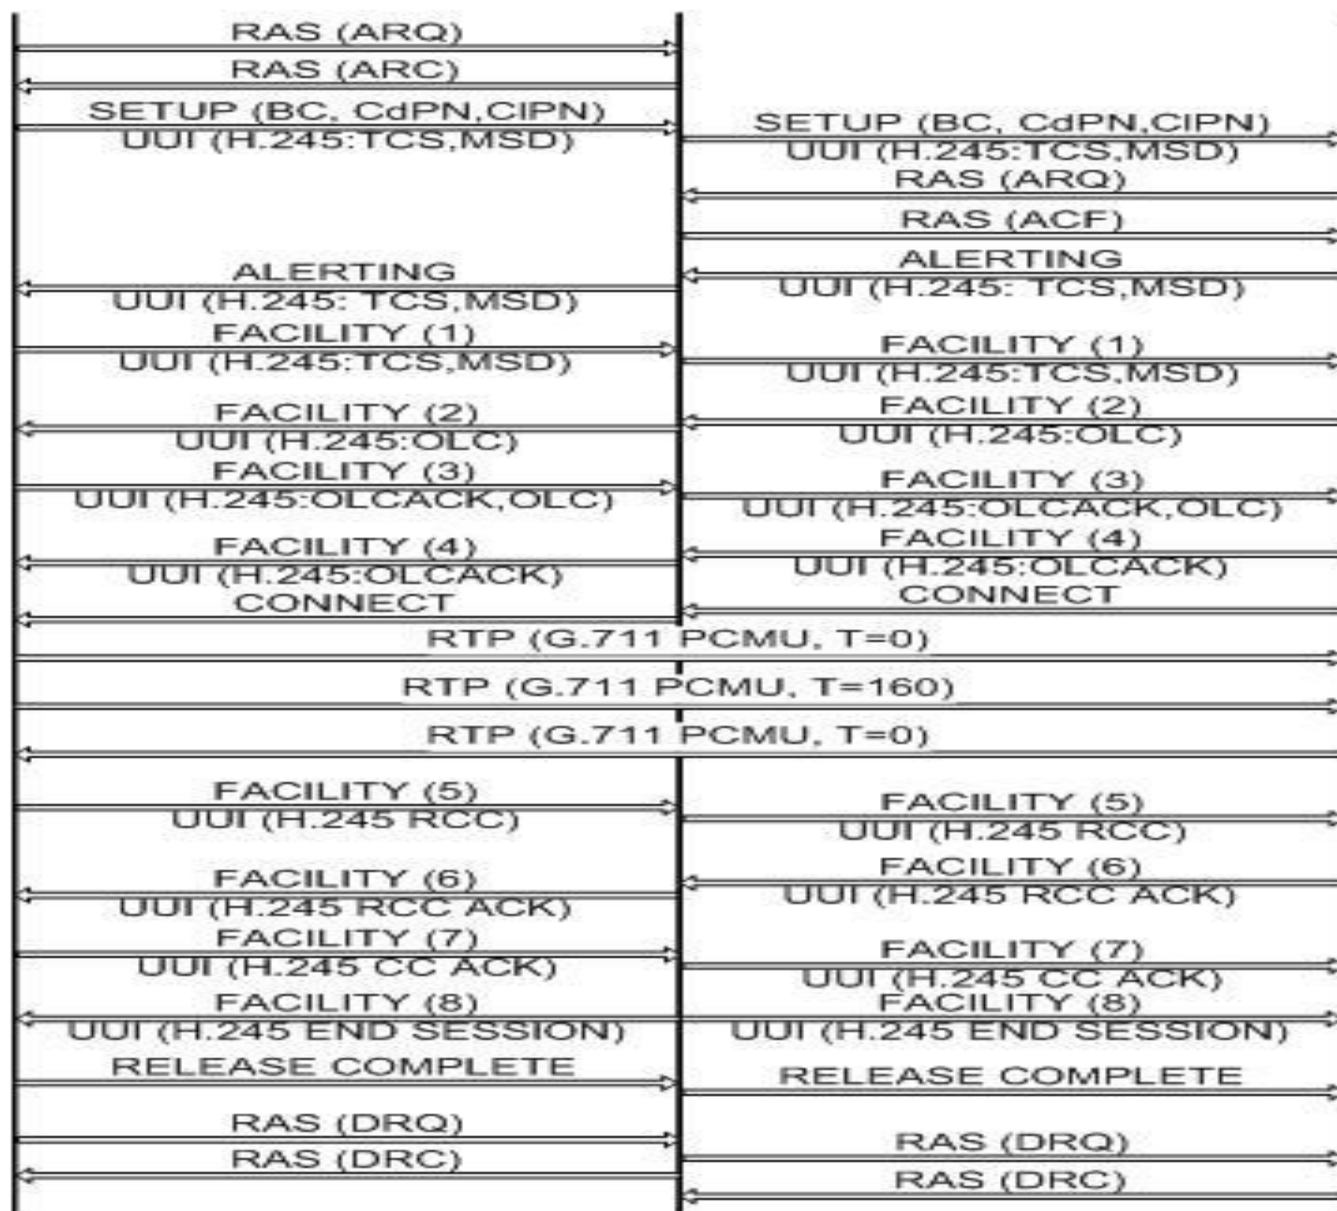 RAS (ARQ)
RAS (ARC)
SETUP (BC, CdPN,ClPN)
UUI (H.245:TCS,MSD)
SETUP (BC, CdPN,ClPN)
UUI (H.245:TCS,MSD)
RAS (ARQ)
RAS (ACF)
ALERTING
UUI (H.245: TCS,MSD)
ALERTING
UUI (H.245: TCS,MSD)
FACILITY (1)
UUI (H.245:TCS,MSD)
FACILITY (1)
UUI (H.245:TCS,MSD)
FACILITY (2)
UUI (H.245:OLC)
FACILITY (2)
UUI (H.245:OLC)
FACILITY (3)
UUI (H.245:OLCACK,OLC)
FACILITY (3)
UUI (H.245:OLCACK,OLC)
FACILITY (4)
UUI (H.245:OLCACK)
FACILITY (4)
UUI (H.245:OLCACK)
CONNECT
CONNECT
RTP (G.711 PCMU, T=0)
RTP (G.711 PCMU, T=160)
RTP (G.711 PCMU, T=0)
FACILITY (5)
UUI (H.245 RCC)
FACILITY (5)
UUI (H.245 RCC)
FACILITY (6)
UUI (H.245 RCC ACK)
FACILITY (6)
UUI (H.245 RCC ACK)
FACILITY (7)
UUI (H.245 CC ACK)
FACILITY (7)
UUI (H.245 CC ACK)
FACILITY (8)
UUI (H.245 END SESSION)
FACILITY (8)
UUI (H.245 END SESSION)
RELEASE COMPLETE
RELEASE COMPLETE
RAS (DRQ)
RAS (DRC)
RAS (DRQ)
RAS (DRC)